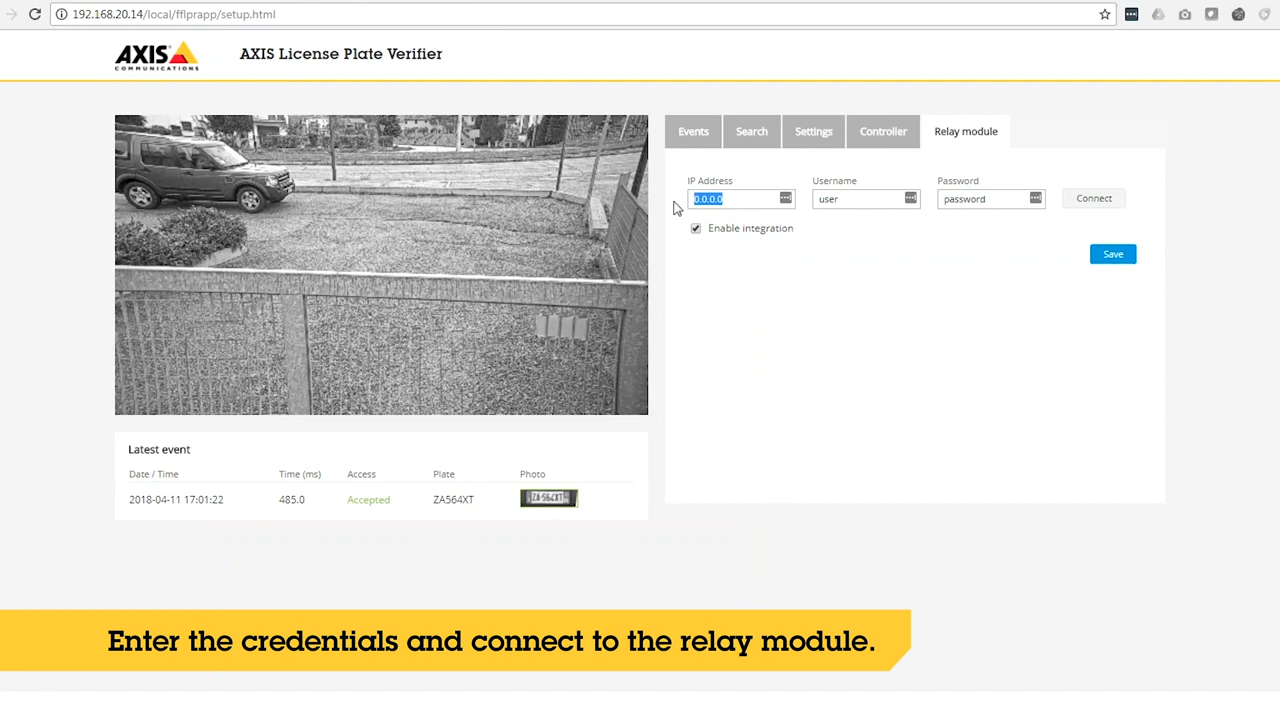 192.168.20.14/local/fflprapp/setup.html
AXIS
COMMUNICATIONS
AXIS License Plate Verifier
Events
Search
Settings
Controller
Relay module
IP Address
Username
Password
0.0.0.0
user
password
Connect
Enable integration
Save
Latest event
Date / Time
Time (ms)
Access
Plate
Photo
2018-04-11 17:01:22
485.0
Accepted
ZA564XT
ZA564XT
Enter the credentials and connect to the relay module.